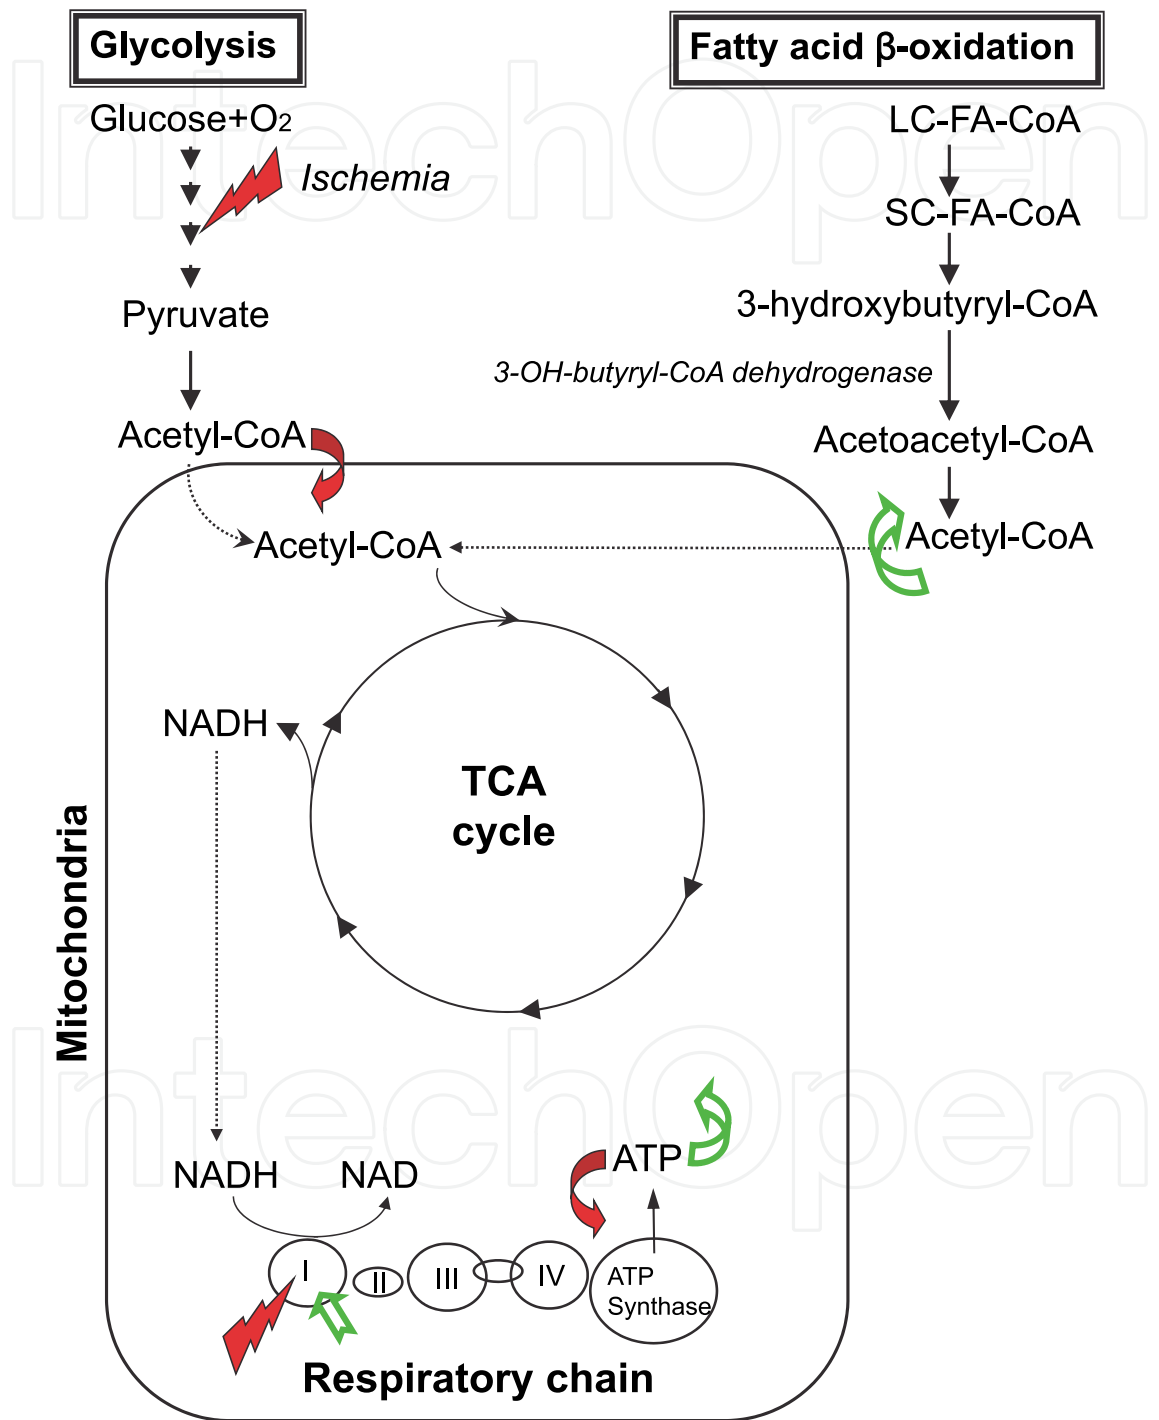 Glycolysis
Fatty acid β-oxidation
Glucose+O₂
LC-FA-CoA
Ischemia
SC-FA-CoA
Pyruvate
3-hydroxybutyryl-CoA
3-OH-butyryl-CoA dehydrogenase
Acetyl-CoA
Acetoacetyl-CoA
Acetyl-CoA
Acetyl-CoA
NADH
TCA
cycle
Mitochondria
NADH
NAD
ATP
I
II
III
IV
ATP
Synthase
Respiratory chain
IntechOpen
IntechOpen